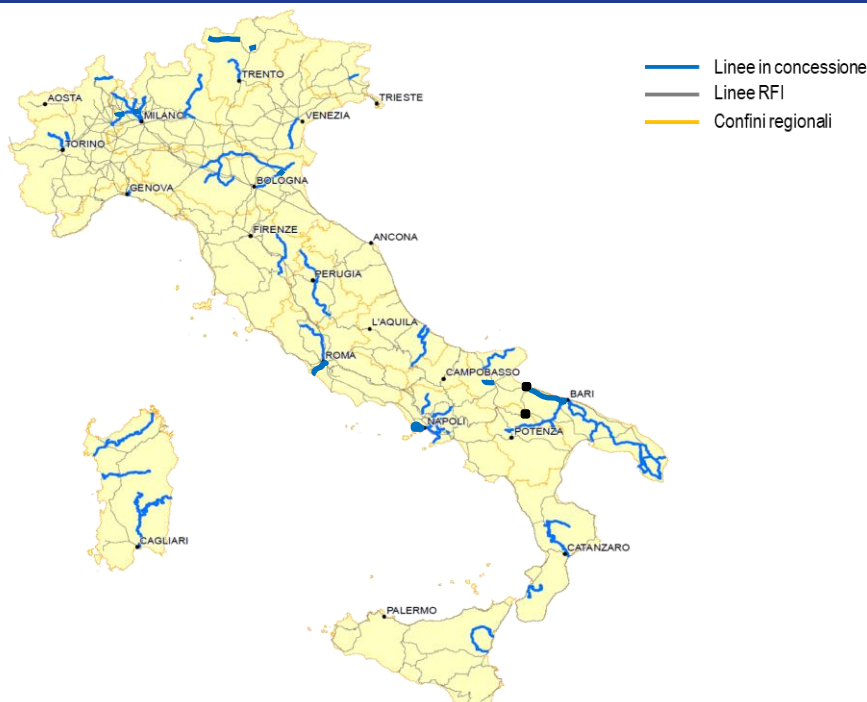 Linee in concessione
Linee RFI
Confini regionali
AOSTA
TRENTO
TRIESTE
MILANO
VENEZIA
TORINO
BOLOGNA
GENOVA
FIRENZE
ANCONA
PERUGIA
L'AQUILA
ROMA
CAMPOBASSO
BARI
NAPOLI
POTENZA
CAGLIARI
CATANZARO
PALERMO